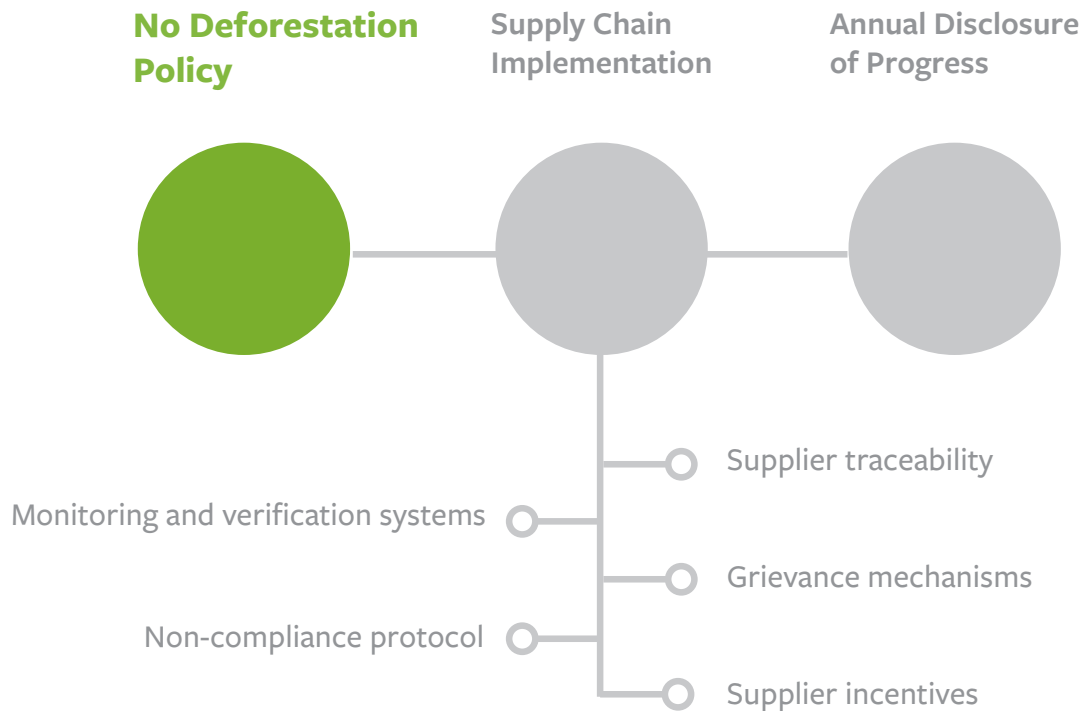 No Deforestation
Policy
Supply Chain
Implementation
Annual Disclosure
of Progress
Supplier traceability
Monitoring and verification systems
Grievance mechanisms
Non-compliance protocol
Supplier incentives